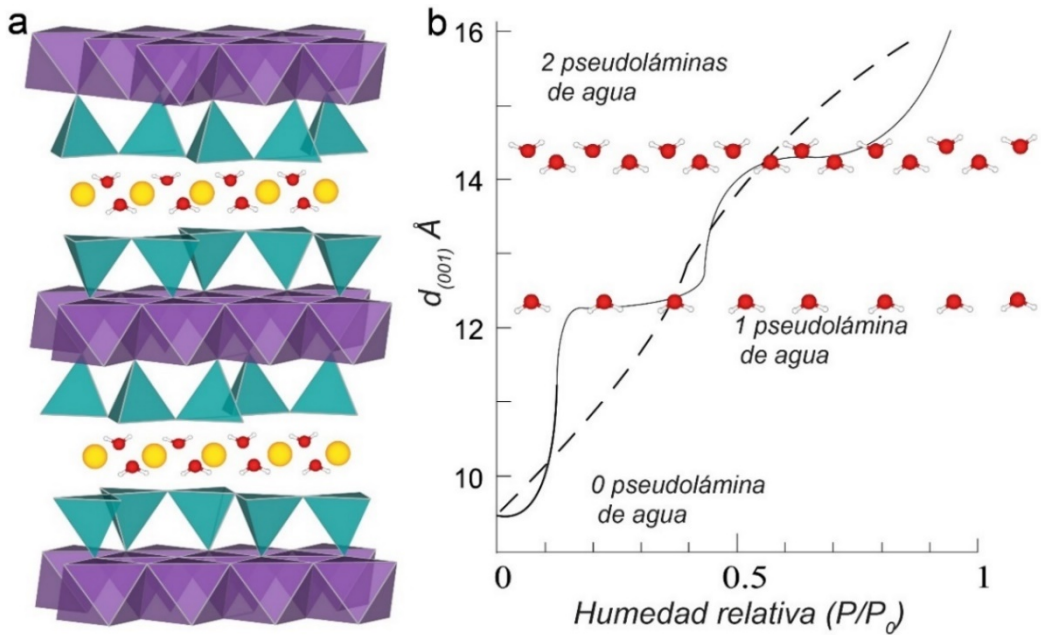 a
b
16
14
12
10
d(001) Å
2 pseudoláminas
de agua
1 pseudolámina
de agua
0 pseudolámina
de agua
0
0.5
1
Humedad relativa (P/P0)